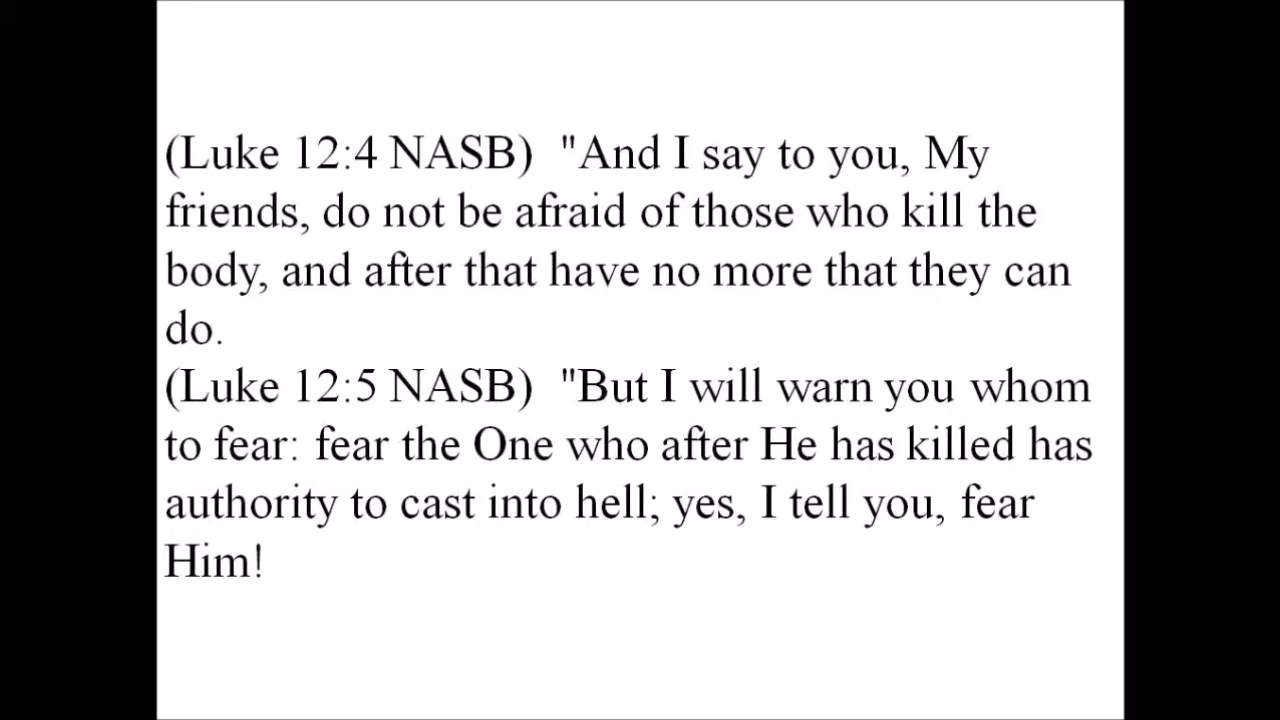 (Luke 12:4 NASB)  "And I say to you, My
friends, do not be afraid of those who kill the
body, and after that have no more that they can
do.
(Luke 12:5 NASB)  "But I will warn you whom
to fear: fear the One who after He has killed has
authority to cast into hell; yes, I tell you, fear
Him!